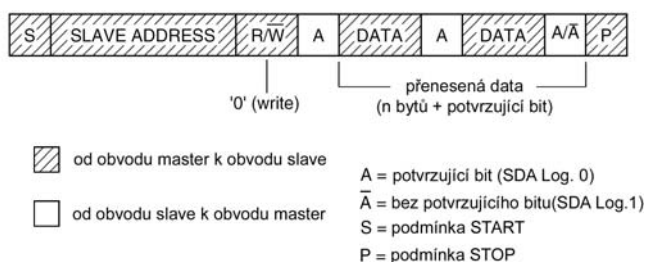 S SLAVE ADDRESS R/W̅ A DATA A DATA A/A̅ P
'0' (write)
přenesená data
(n bytů + potvrzující bit)
od obvodu master k obvodu slave
od obvodu slave k obvodu master
A = potvrzující bit (SDA Log. 0)
A̅ = bez potvrzujícího bitu(SDA Log.1)
S = podmínka START
P = podmínka STOP